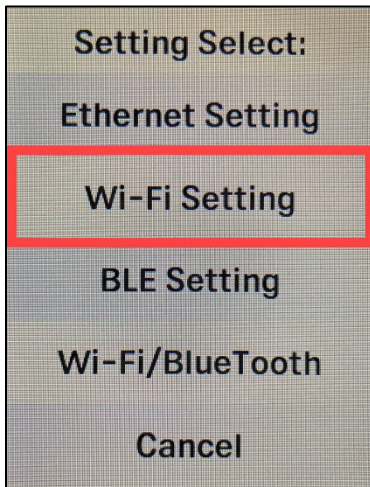 Setting Select:
Ethernet Setting
Wi-Fi Setting
BLE Setting
Wi-Fi/BlueTooth
Cancel